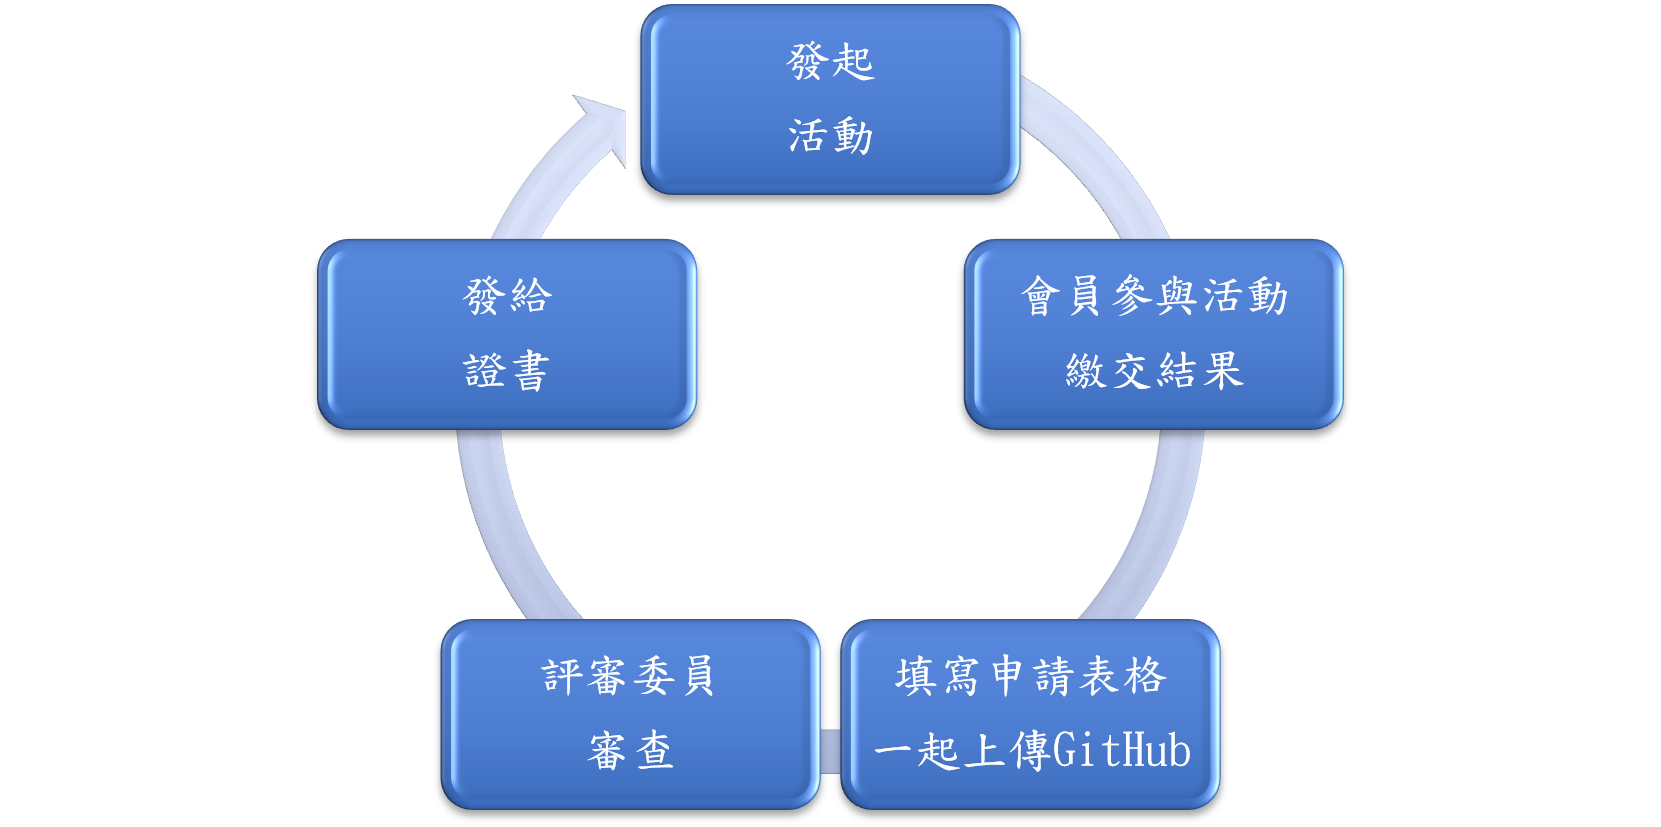 發起
活動
會員參與活動
繳交結果
填寫申請表格
一起上傳GitHub
評審委員
審查
發給
證書